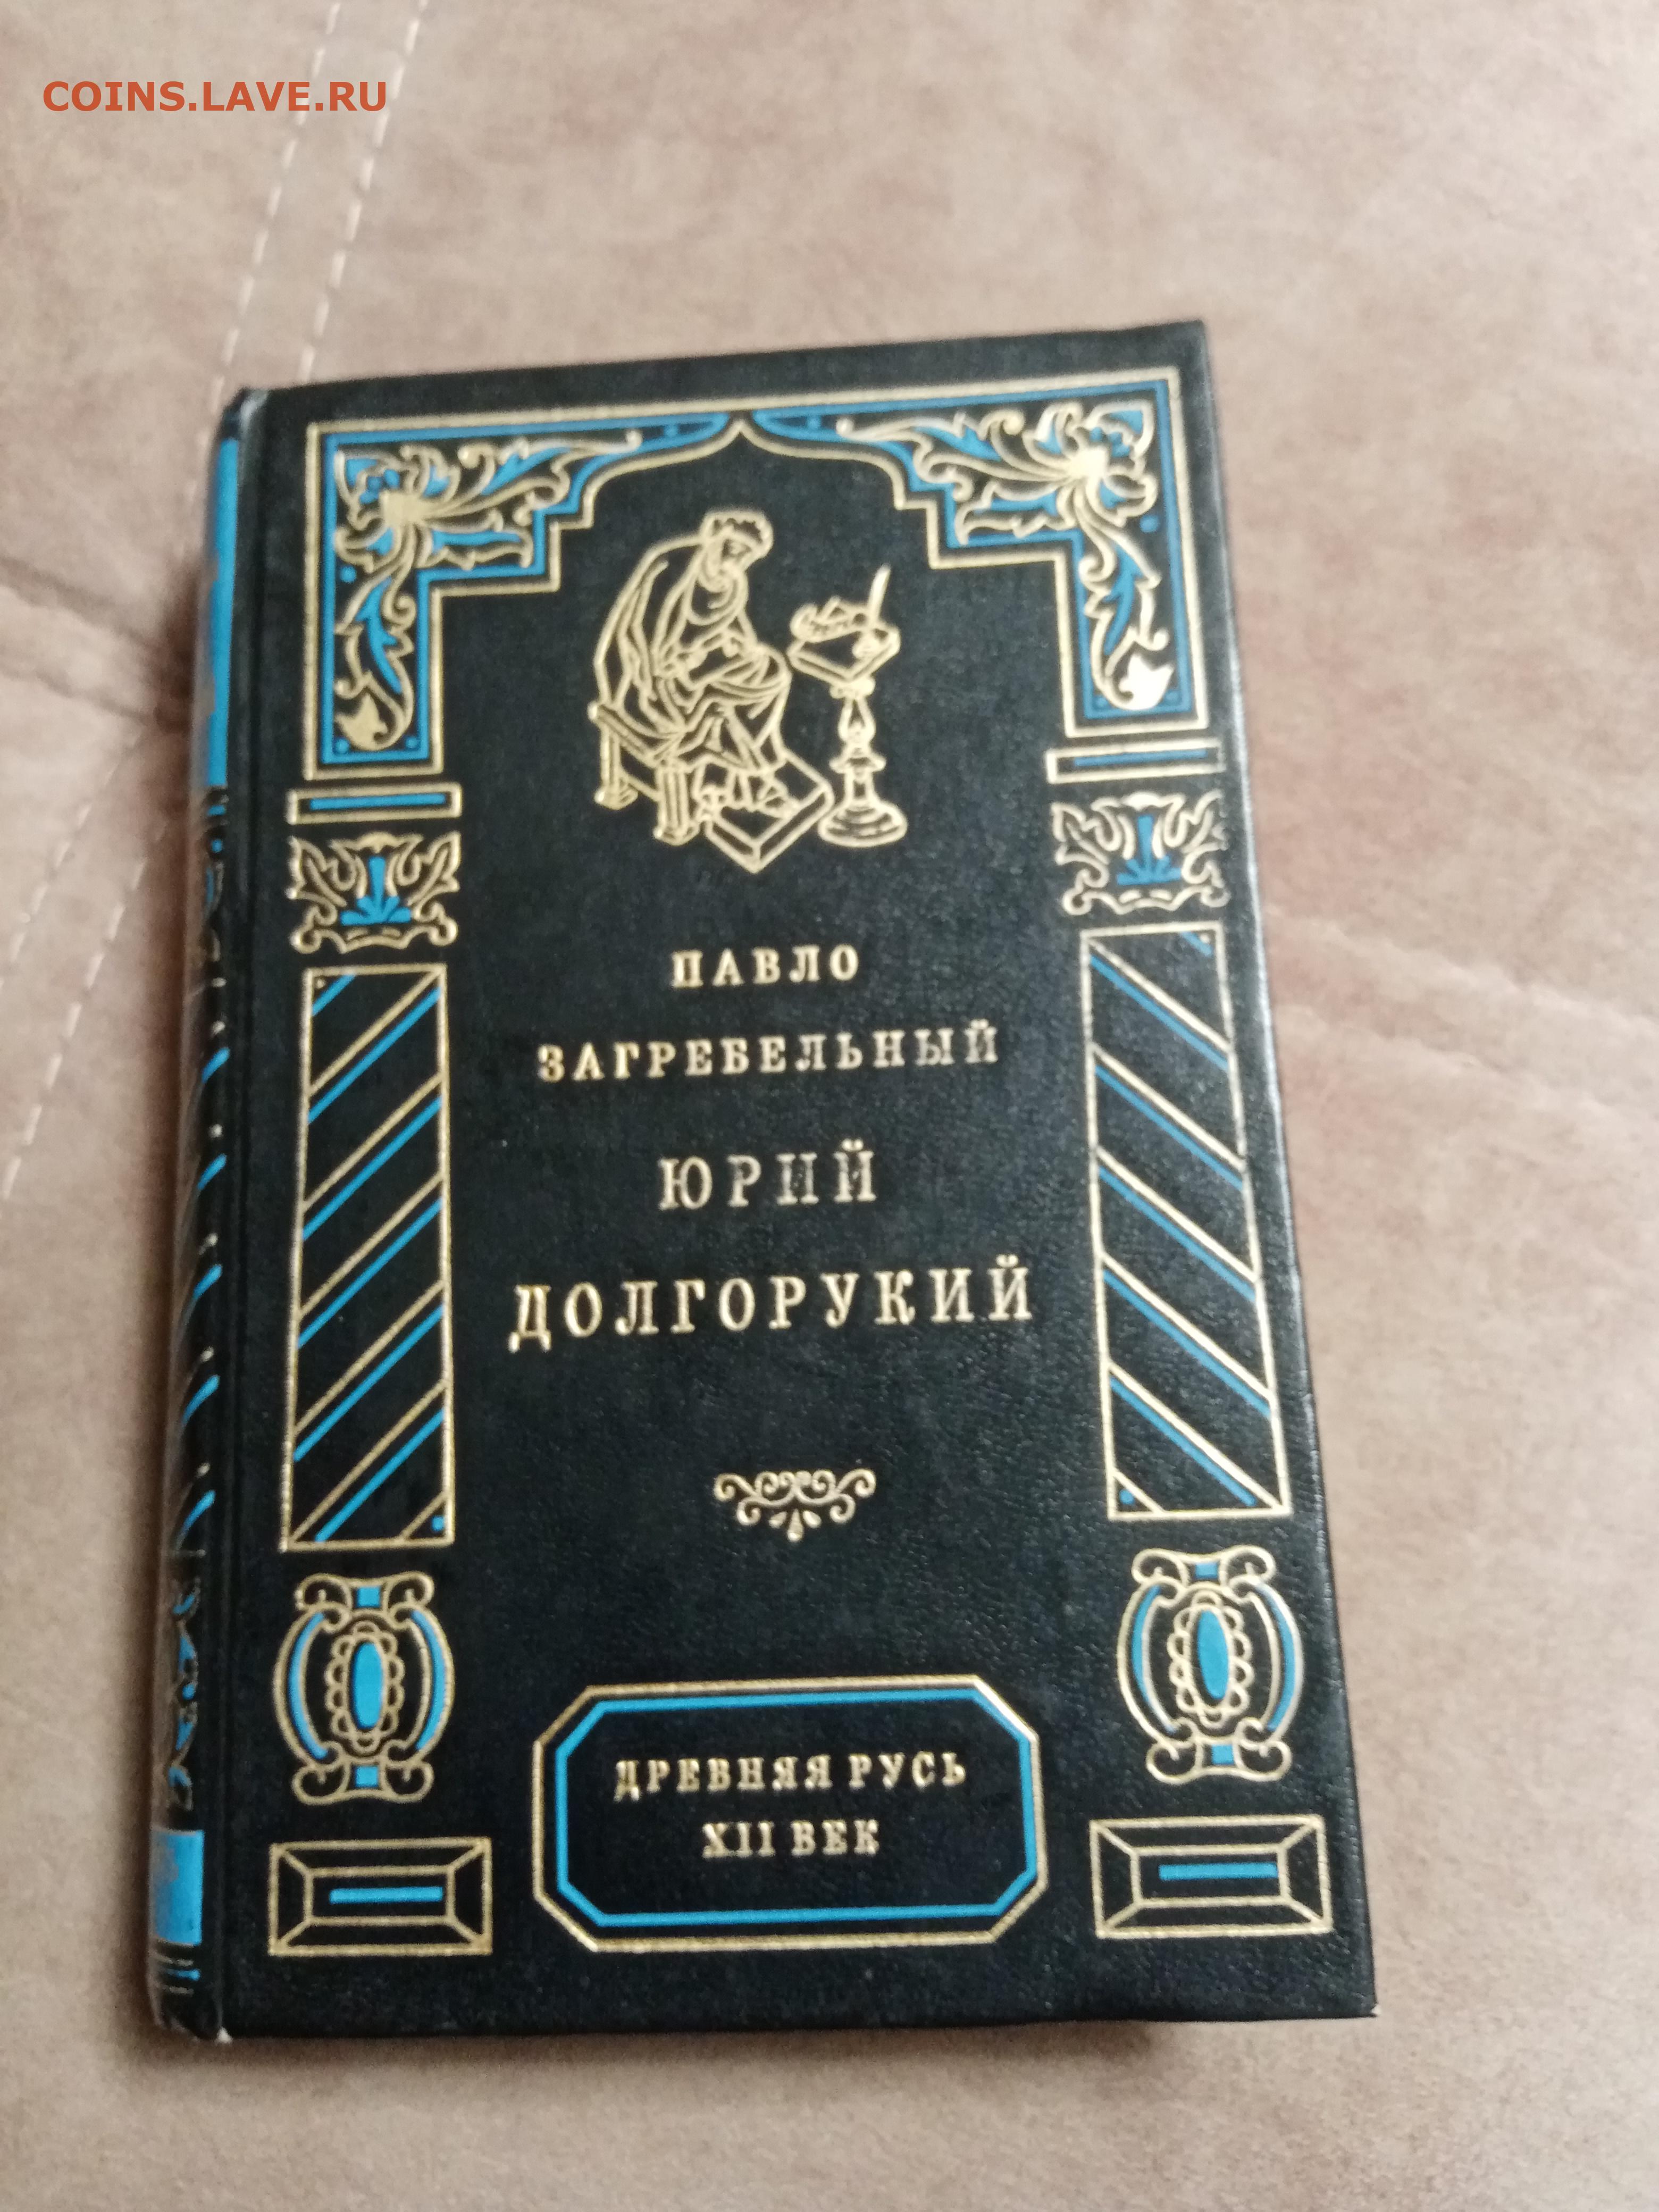 COINS.LAVE.RU
ПАВЛО
ЗАГРЕБЕЛЬНЫЙ
ЮРИЙ
ДОЛГОРУКИЙ
ДРЕВНЯЯ РУСЬ
XII ВЕК